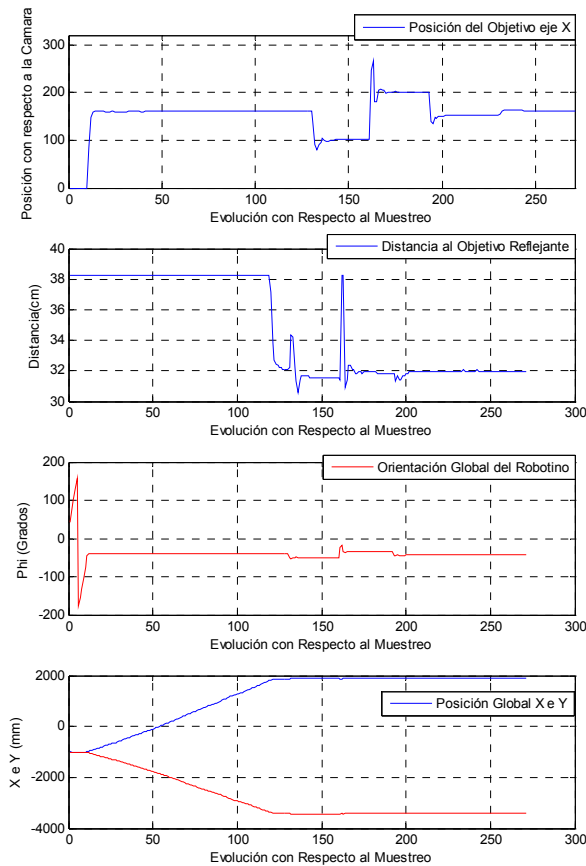 Posición del Objetivo eje X
Posición con respecto a la Camara
300
200
100
0
0 50 100 150 200 250
Evolución con Respecto al Muestreo
Distancia al Objetivo Reflejante
Distancia(cm)
40
38
36
34
32
30
0 50 100 150 200 250 300
Evolución con Respecto al Muestreo
Orientación Global del Robotino
Phi (Grados)
200
100
0
-100
-200
0 50 100 150 200 250 300
Evolución con Respecto al Muestreo
Posición Global X e Y
X e Y (mm)
2000
0
-2000
-4000
0 50 100 150 200 250 300
Evolución con Respecto al Muestreo